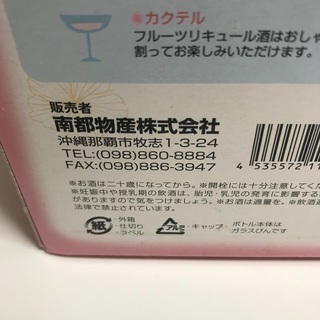 ●カクテル
フルーツリキュール酒はおしゃ
割ってお楽しみいただけます。
販売者
南都物産株式会社
沖縄那覇市牧志1-3-24
TEL:(098)860-8884
FAX:(098)886-3947
4 535572 11
※お酒は二十歳になってから。※開栓には十分注意してくだ
※妊娠中や授乳期の飲酒は、胎児・乳児の発育に影響する
がありますので気をつけましょう。※お酒は適量を。※飲酒
法律で禁止されています。
紙
・外箱
・仕切り
・ラベル
アルミ
・キャップ
ボトル本体は
ガラスびんです